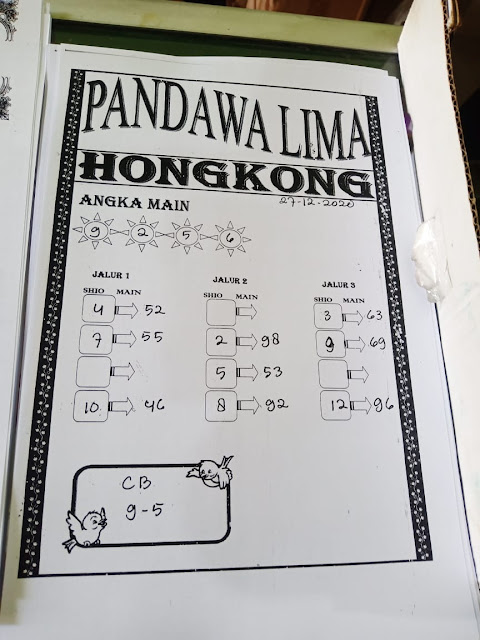 PANDAWA LIMA
HONGKONG
27-12-2020
ANGKA MAIN
9 2 5 6
JALUR 1 JALUR 2 JALUR 3
SHIO MAIN SHIO MAIN SHIO MAIN
4 52 3 63
7 55 2 98 9 69
5 53
10 46 8 92 12 96
CB
9-5